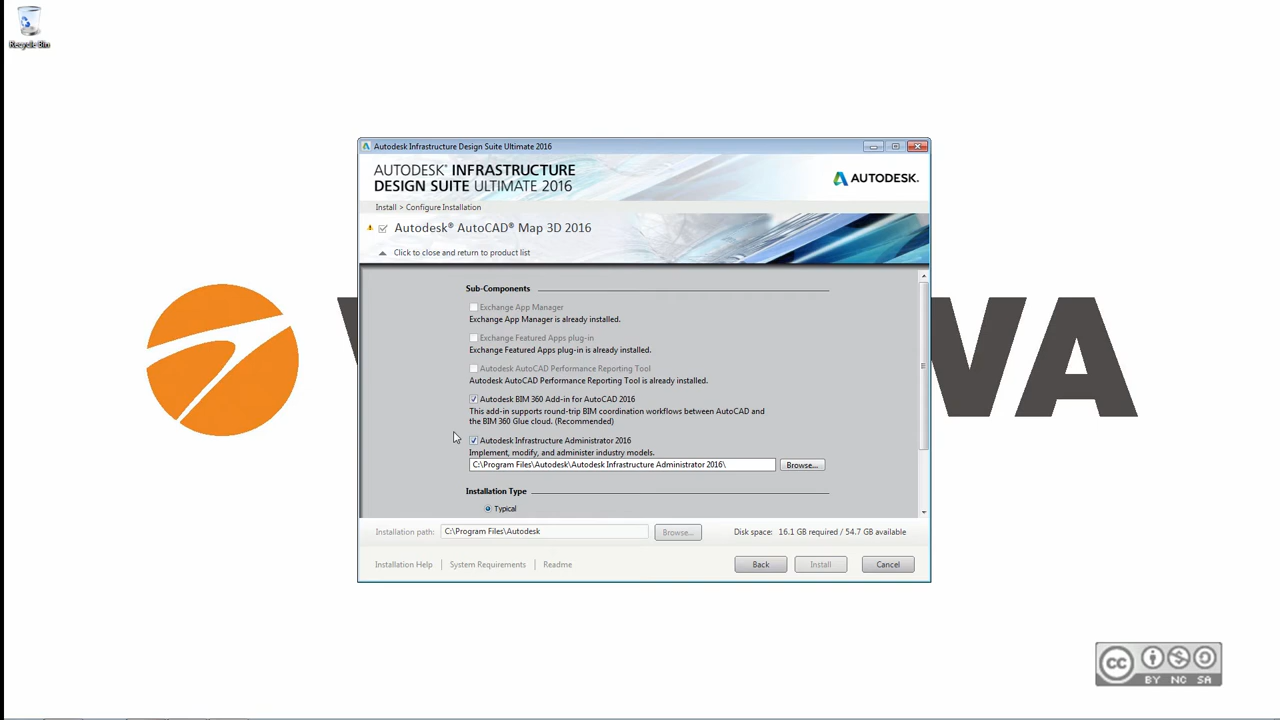 Recycle Bin
Autodesk Infrastructure Design Suite Ultimate 2016
AUTODESK® INFRASTRUCTURE
DESIGN SUITE ULTIMATE 2016
AUTODESK.
Install > Configure Installation
Autodesk® AutoCAD® Map 3D 2016
Click to close and return to product list
Sub-Components
Exchange App Manager
Exchange App Manager is already installed.
Exchange Featured Apps plug-in
Exchange Featured Apps plug-in is already installed.
Autodesk AutoCAD Performance Reporting Tool
Autodesk AutoCAD Performance Reporting Tool is already installed.
Autodesk BIM 360 Add-in for AutoCAD 2016
This add-in supports round-trip BIM coordination workflows between AutoCAD and
the BIM 360 Glue cloud. (Recommended)
Autodesk Infrastructure Administrator 2016
Implement, modify, and administer industry models.
C:\Program Files\Autodesk\Autodesk Infrastructure Administrator 2016\
Browse...
Installation Type
Typical
Installation path:
C:\Program Files\Autodesk
Browse...
Disk space: 16.1 GB required / 54.7 GB available
Installation Help
System Requirements
Readme
Back
Install
Cancel
VA
CC
BY NC SA